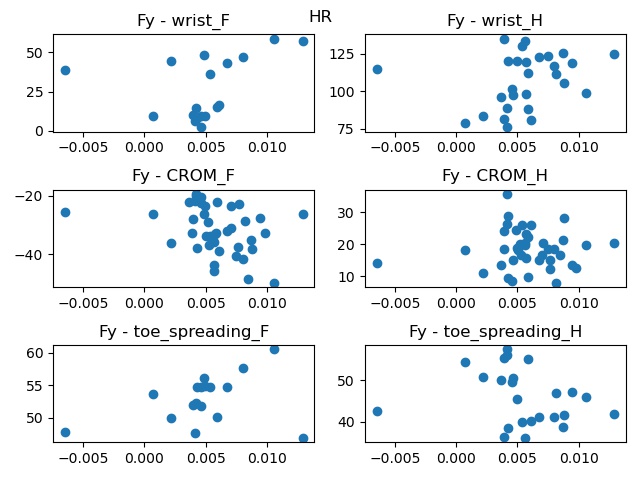 HR
Fy - wrist_F
Fy - wrist_H
50
25
0
−0.005 0.000 0.005 0.010
125
100
75
−0.005 0.000 0.005 0.010
Fy - CROM_F
Fy - CROM_H
−20
−40
−0.005 0.000 0.005 0.010
30
20
10
−0.005 0.000 0.005 0.010
Fy - toe_spreading_F
Fy - toe_spreading_H
60
55
50
−0.005 0.000 0.005 0.010
50
40
−0.005 0.000 0.005 0.010